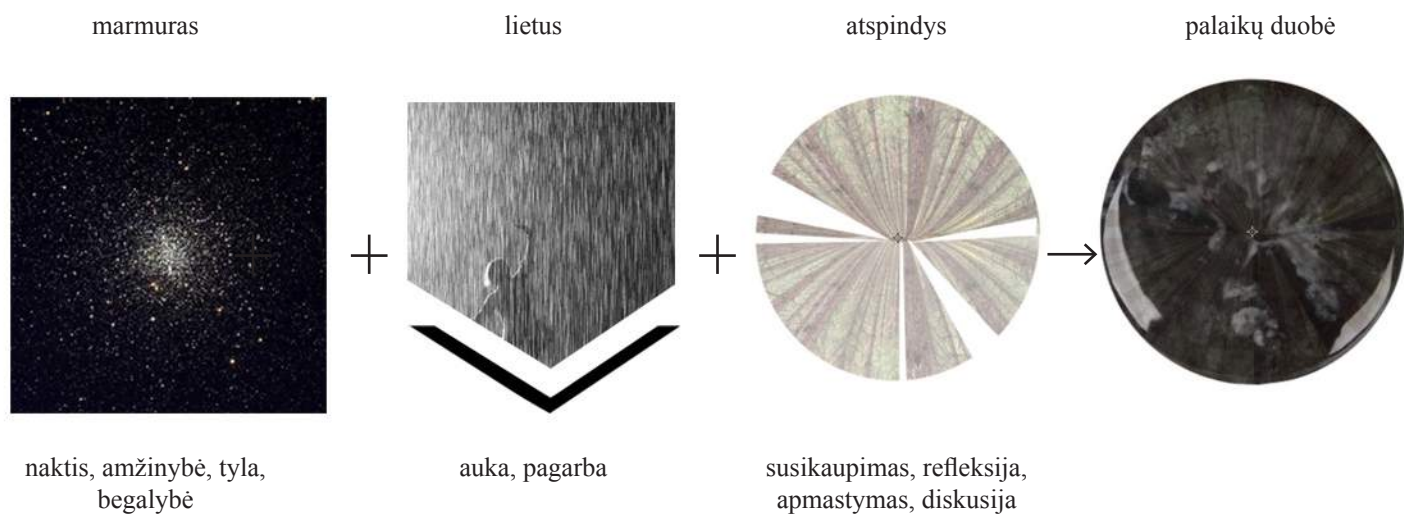 marmuras
lietus
atspindys
palaikų duobė
naktis, amžinybė, tyla,
begalybė
auka, pagarba
susikaupimas, refleksija,
apmastymas, diskusija